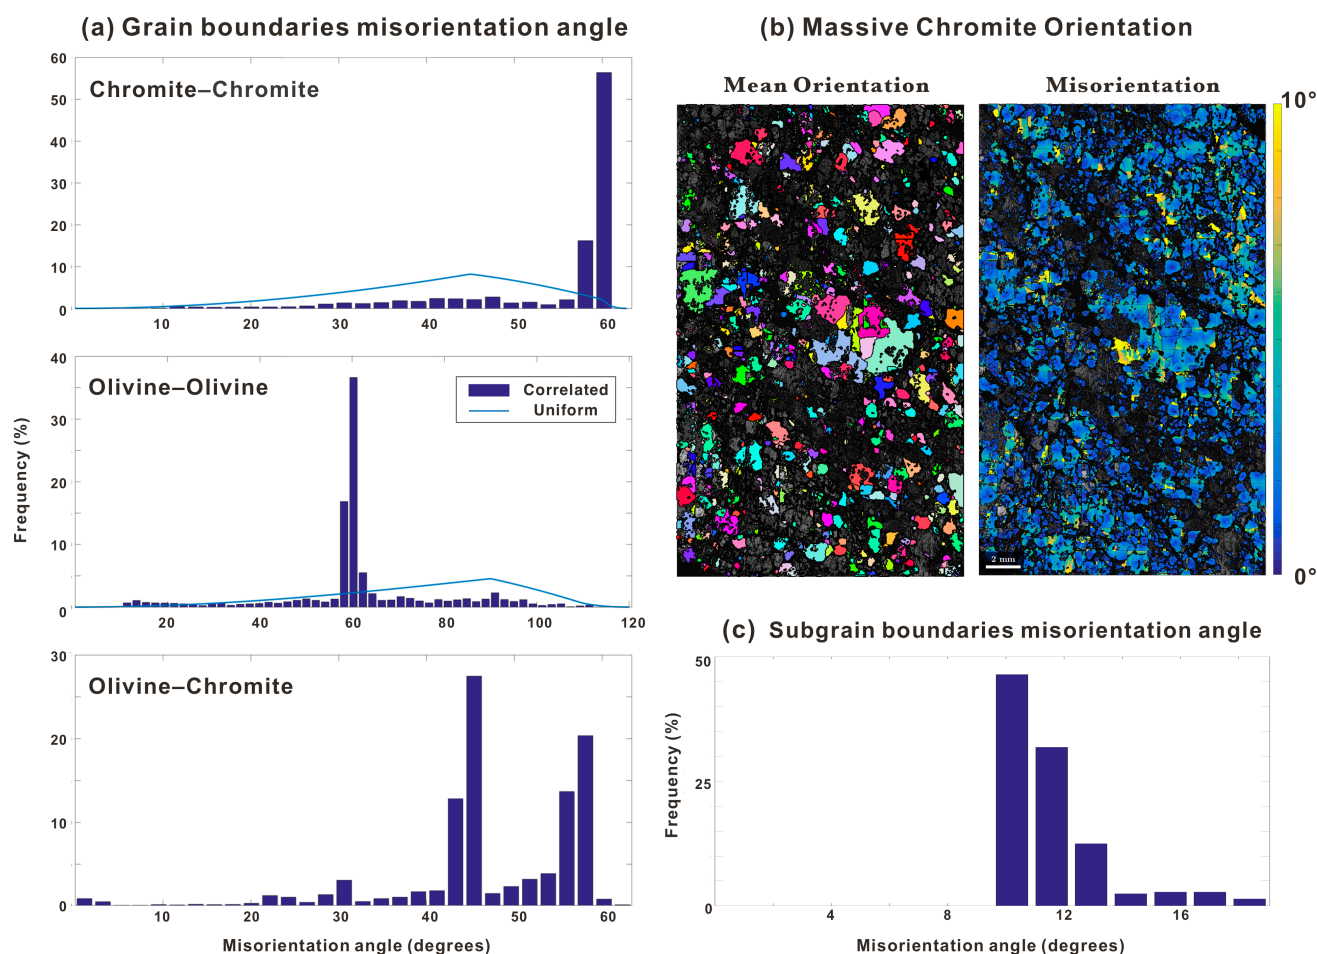 (a) Grain boundaries misorientation angle
Chromite–Chromite
60
50
40
30
20
10
0
10 20 30 40 50 60
Olivine–Olivine
Correlated
Uniform
Frequency (%)
40
30
20
10
0
20 40 60 80 100 120
Olivine–Chromite
30
20
10
0
10 20 30 40 50 60
Misorientation angle (degrees)
(b) Massive Chromite Orientation
Mean Orientation Misorientation
10°
0°
2 mm
(c) Subgrain boundaries misorientation angle
Frequency (%)
50
25
0
4 8 12 16
Misorientation angle (degrees)